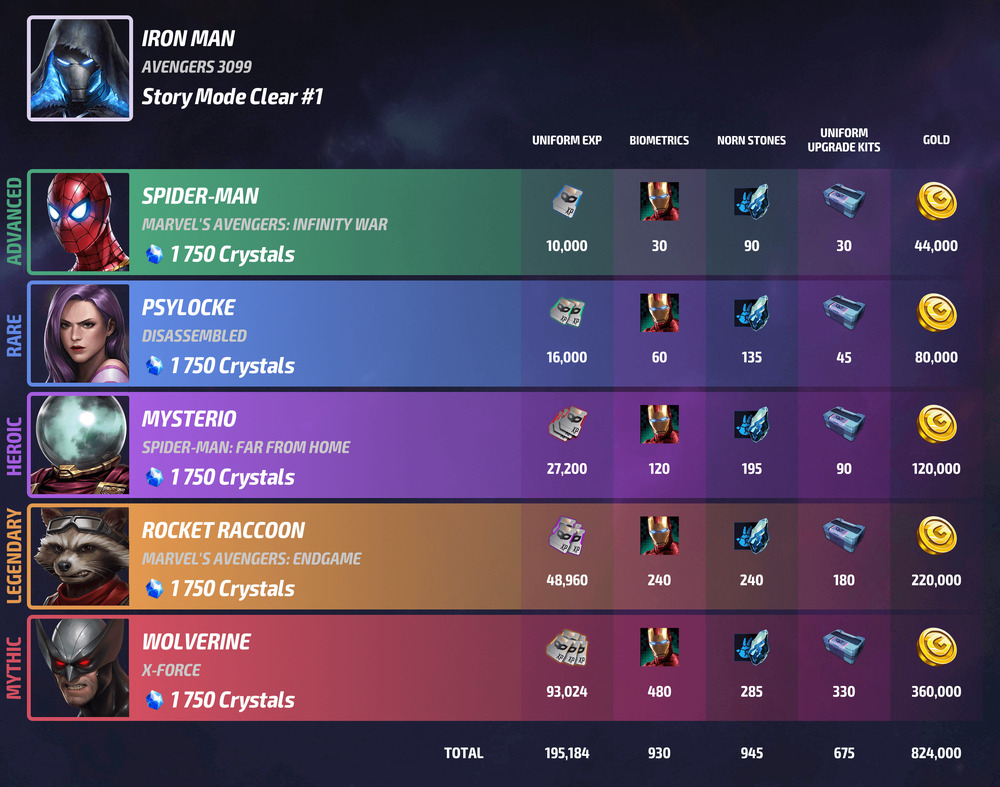 IRON MAN
AVENGERS 3099
Story Mode Clear #1
UNIFORM EXP BIOMETRICS NORN STONES UNIFORM UPGRADE KITS GOLD
ADVANCED
SPIDER-MAN
MARVEL'S AVENGERS: INFINITY WAR
1 750 Crystals
XP
10,000 30 90 30 44,000
RARE
PSYLOCKE
DISASSEMBLED
1 750 Crystals
XP
16,000 60 135 45 80,000
HEROIC
MYSTERIO
SPIDER-MAN: FAR FROM HOME
1 750 Crystals
27,200 120 195 90 120,000
LEGENDARY
ROCKET RACCOON
MARVEL'S AVENGERS: ENDGAME
1 750 Crystals
XP
48,960 240 240 180 220,000
MYTHIC
WOLVERINE
X-FORCE
1 750 Crystals
XP
93,024 480 285 330 360,000
TOTAL 195,184 930 945 675 824,000